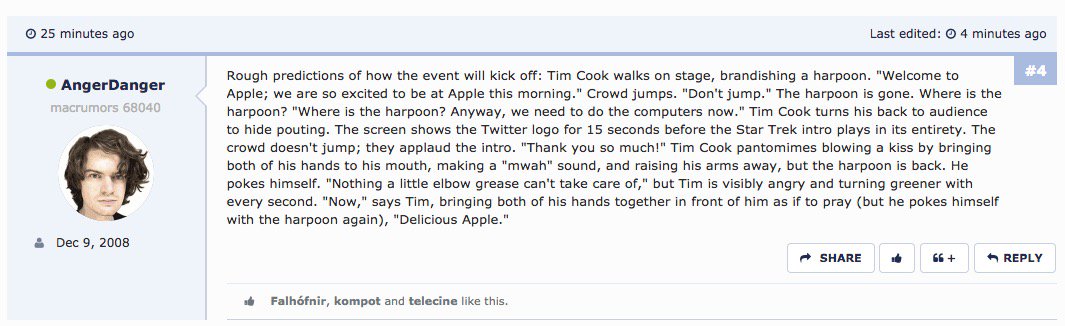 25 minutes ago
Last edited: 4 minutes ago
AngerDanger
macrumors 68040
Dec 9, 2008
#4
Rough predictions of how the event will kick off: Tim Cook walks on stage, brandishing a harpoon. "Welcome to
Apple; we are so excited to be at Apple this morning." Crowd jumps. "Don't jump." The harpoon is gone. Where is the
harpoon? "Where is the harpoon? Anyway, we need to do the computers now." Tim Cook turns his back to audience
to hide pouting. The screen shows the Twitter logo for 15 seconds before the Star Trek intro plays in its entirety. The
crowd doesn't jump; they applaud the intro. "Thank you so much!" Tim Cook pantomimes blowing a kiss by bringing
both of his hands to his mouth, making a "mwah" sound, and raising his arms away, but the harpoon is back. He
pokes himself. "Nothing a little elbow grease can't take care of," but Tim is visibly angry and turning greener with
every second. "Now," says Tim, bringing both of his hands together in front of him as if to pray (but he pokes himself
with the harpoon again), "Delicious Apple."
SHARE
+
REPLY
Falhófnir, kompot and telecine like this.